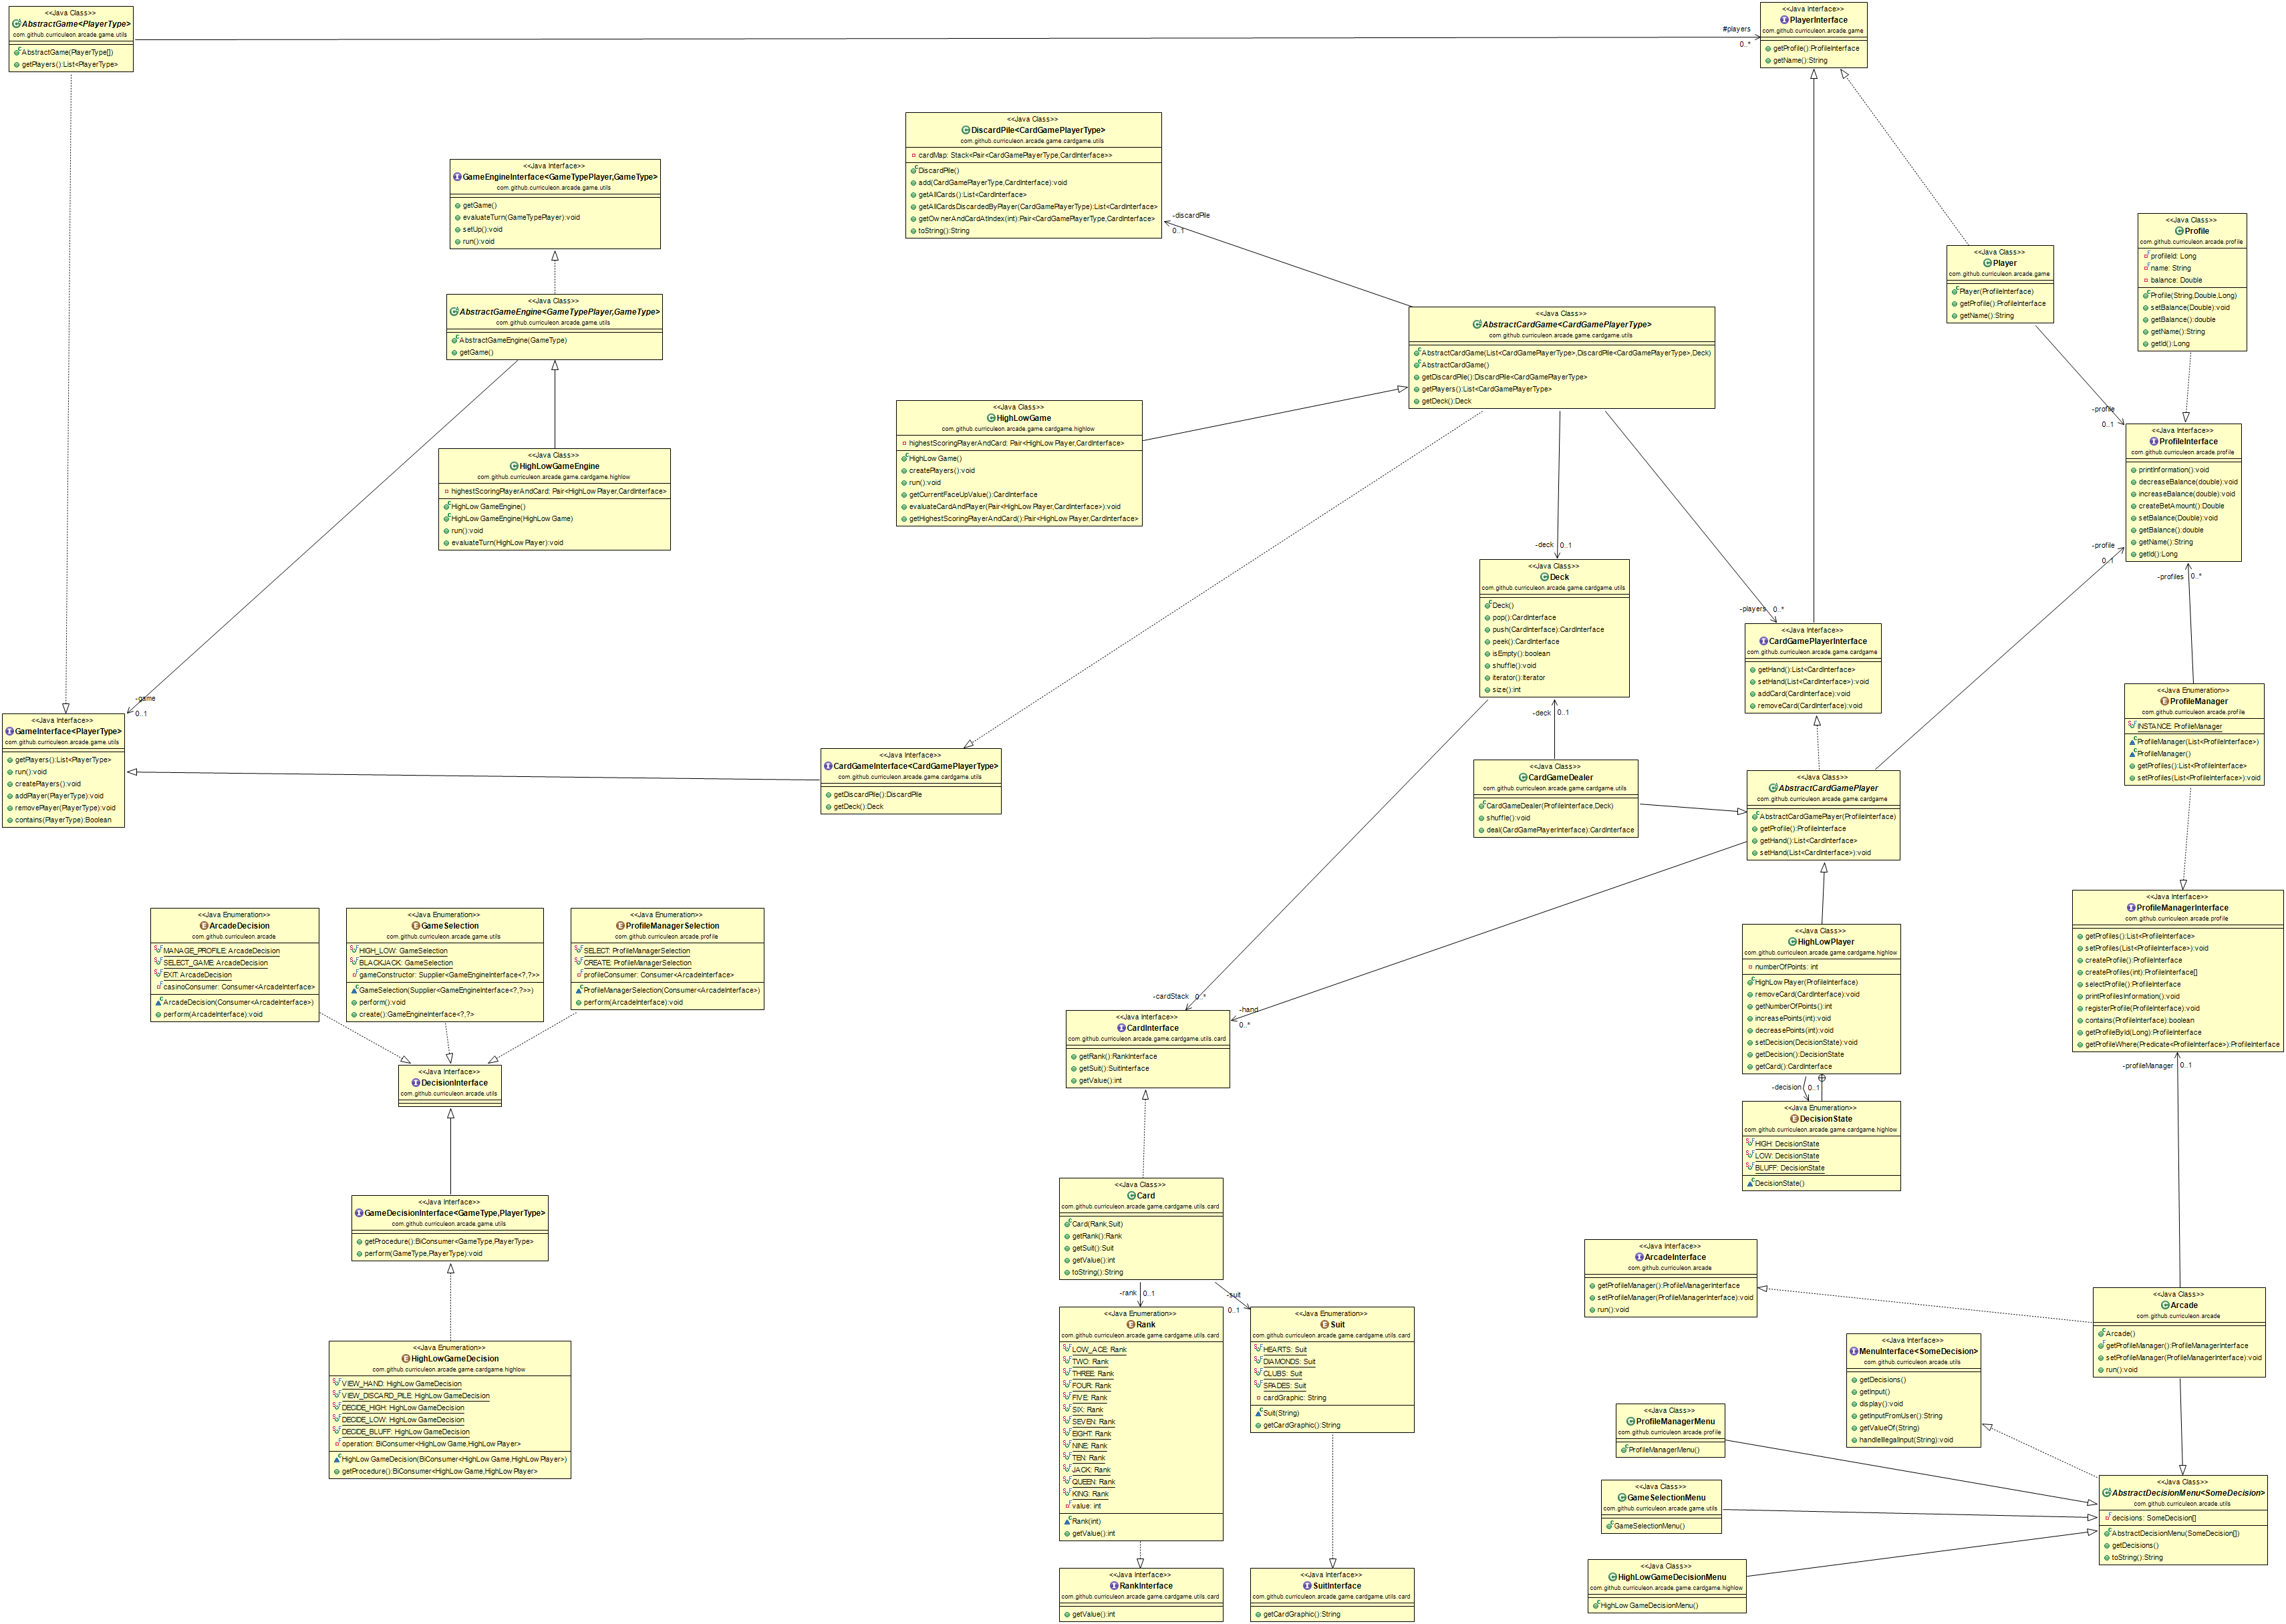 <<Java Class>>
AbstractGame<PlayerType>
com.github.curriculeon.arcade.game.utils
AbstractGame(PlayerType[])
getPlayers():List<PlayerType>
#players
0..*
<<Java Interface>>
PlayerInterface
com.github.curriculeon.arcade.game
getProfile():ProfileInterface
getName():String
<<Java Class>>
DiscardPile<CardGamePlayerType>
com.github.curriculeon.arcade.game.cardgame.utils
cardMap: Stack<Pair<CardGamePlayerType,CardInterface>>
DiscardPile()
add(CardGamePlayerType,CardInterface):void
getAllCards():List<CardInterface>
getAllCardsDiscardedByPlayer(CardGamePlayerType):List<CardInterface>
getOwnerAndCardAtIndex(int):Pair<CardGamePlayerType,CardInterface>
toString():String
-discardPile
0..1
<<Java Interface>>
GameEngineInterface<GameTypePlayer,GameType>
com.github.curriculeon.arcade.game.utils
getGame()
evaluateTurn(GameTypePlayer):void
setUp():void
run():void
<<Java Class>>
Player
com.github.curriculeon.arcade.game
Player(ProfileInterface)
getProfile():ProfileInterface
getName():String
<<Java Class>>
Profile
com.github.curriculeon.arcade.profile
profileId: Long
name: String
balance: Double
Profile(String,Double,Long)
setBalance(Double):void
getBalance():double
getName():String
getId():Long
<<Java Class>>
AbstractGameEngine<GameTypePlayer,GameType>
com.github.curriculeon.arcade.game.utils
AbstractGameEngine(GameType)
getGame()
<<Java Class>>
AbstractCardGame<CardGamePlayerType>
com.github.curriculeon.arcade.game.cardgame.utils
AbstractCardGame(List<CardGamePlayerType>,DiscardPile<CardGamePlayerType>,Deck)
AbstractCardGame()
getDiscardPile():DiscardPile<CardGamePlayerType>
getPlayers():List<CardGamePlayerType>
getDeck():Deck
<<Java Class>>
HighLowGame
com.github.curriculeon.arcade.game.cardgame.highlow
highestScoringPlayerAndCard: Pair<HighLowPlayer,CardInterface>
HighLowGame()
createPlayers():void
run():void
getCurrentFaceUpValue():CardInterface
evaluateCardAndPlayer(Pair<HighLowPlayer,CardInterface>):void
getHighestScoringPlayerAndCard():Pair<HighLowPlayer,CardInterface>
-profile
0..1
<<Java Interface>>
ProfileInterface
com.github.curriculeon.arcade.profile
printInformation():void
decreaseBalance(double):void
increaseBalance(double):void
createBetAmount():Double
setBalance(Double):void
getBalance():double
getName():String
getId():Long
<<Java Class>>
HighLowGameEngine
com.github.curriculeon.arcade.game.cardgame.highlow
highestScoringPlayerAndCard: Pair<HighLowPlayer,CardInterface>
HighLowGameEngine()
HighLowGameEngine(HighLowGame)
run():void
evaluateTurn(HighLowPlayer):void
-deck
0..1
-profile
0..1
<<Java Class>>
Deck
com.github.curriculeon.arcade.game.cardgame.utils
Deck()
pop():CardInterface
push(CardInterface):CardInterface
peek():CardInterface
isEmpty():boolean
shuffle():void
iterator():Iterator
size():int
-profiles
0..*
-players
0..*
<<Java Interface>>
CardGamePlayerInterface
com.github.curriculeon.arcade.game.cardgame
getHand():List<CardInterface>
setHand(List<CardInterface>):void
addCard(CardInterface):void
removeCard(CardInterface):void
<<Java Enumeration>>
ProfileManager
com.github.curriculeon.arcade.profile
INSTANCE: ProfileManager
ProfileManager(List<ProfileInterface>)
ProfileManager()
getProfiles():List<ProfileInterface>
setProfiles(List<ProfileInterface>):void
-game
0..1
<<Java Interface>>
GameInterface<PlayerType>
com.github.curriculeon.arcade.game.utils
getPlayers():List<PlayerType>
run():void
createPlayers():void
addPlayer(PlayerType):void
removePlayer(PlayerType):void
contains(PlayerType):Boolean
-deck
0..1
<<Java Interface>>
CardGameInterface<CardGamePlayerType>
com.github.curriculeon.arcade.game.cardgame.utils
getDiscardPile():DiscardPile
getDeck():Deck
<<Java Class>>
CardGameDealer
com.github.curriculeon.arcade.game.cardgame.utils
CardGameDealer(ProfileInterface,Deck)
shuffle():void
deal(CardGamePlayerInterface):CardInterface
<<Java Class>>
AbstractCardGamePlayer
com.github.curriculeon.arcade.game.cardgame
AbstractCardGamePlayer(ProfileInterface)
getProfile():ProfileInterface
getHand():List<CardInterface>
setHand(List<CardInterface>):void
<<Java Interface>>
ProfileManagerInterface
com.github.curriculeon.arcade.profile
getProfiles():List<ProfileInterface>
setProfiles(List<ProfileInterface>):void
createProfile():ProfileInterface
createProfiles(int):ProfileInterface[]
selectProfile():ProfileInterface
printProfilesInformation():void
registerProfile(ProfileInterface):void
contains(ProfileInterface):boolean
getProfileById(Long):ProfileInterface
getProfileWhere(Predicate<ProfileInterface>):ProfileInterface
<<Java Enumeration>>
ArcadeDecision
com.github.curriculeon.arcade
MANAGE_PROFILE: ArcadeDecision
SELECT_GAME: ArcadeDecision
EXIT: ArcadeDecision
casinoConsumer: Consumer<ArcadeInterface>
ArcadeDecision(Consumer<ArcadeInterface>)
perform(ArcadeInterface):void
<<Java Enumeration>>
GameSelection
com.github.curriculeon.arcade.game.utils
HIGH_LOW: GameSelection
BLACKJACK: GameSelection
gameConstructor: Supplier<GameEngineInterface<?,?>>
GameSelection(Supplier<GameEngineInterface<?,?>>)
perform():void
create():GameEngineInterface<?,?>
<<Java Enumeration>>
ProfileManagerSelection
com.github.curriculeon.arcade.profile
SELECT: ProfileManagerSelection
CREATE: ProfileManagerSelection
profileConsumer: Consumer<ArcadeInterface>
ProfileManagerSelection(Consumer<ArcadeInterface>)
perform(ArcadeInterface):void
<<Java Class>>
HighLowPlayer
com.github.curriculeon.arcade.game.cardgame.highlow
numberOfPoints: int
HighLowPlayer(ProfileInterface)
removeCard(CardInterface):void
getNumberOfPoints():int
increasePoints(int):void
decreasePoints(int):void
setDecision(DecisionState):void
getDecision():DecisionState
getCard():CardInterface
-cardStack
0..*
-hand
0..*
<<Java Interface>>
CardInterface
com.github.curriculeon.arcade.game.cardgame.utils.card
getRank():RankInterface
getSuit():SuitInterface
getValue():int
<<Java Interface>>
DecisionInterface
com.github.curriculeon.arcade.utils
-profileManager
0..1
-decision
0..1
<<Java Enumeration>>
DecisionState
com.github.curriculeon.arcade.game.cardgame.highlow
HIGH: DecisionState
LOW: DecisionState
BLUFF: DecisionState
DecisionState()
<<Java Interface>>
GameDecisionInterface<GameType,PlayerType>
com.github.curriculeon.arcade.game.utils
getProcedure():BiConsumer<GameType,PlayerType>
perform(GameType,PlayerType):void
<<Java Class>>
Card
com.github.curriculeon.arcade.game.cardgame.utils.card
Card(Rank,Suit)
getRank():Rank
getSuit():Suit
getValue():int
toString():String
<<Java Interface>>
ArcadeInterface
com.github.curriculeon.arcade
getProfileManager():ProfileManagerInterface
setProfileManager(ProfileManagerInterface):void
run():void
<<Java Class>>
Arcade
com.github.curriculeon.arcade
Arcade()
getProfileManager():ProfileManagerInterface
setProfileManager(ProfileManagerInterface):void
run():void
-rank
0..1
-suit
0..1
<<Java Enumeration>>
Rank
com.github.curriculeon.arcade.game.cardgame.utils.card
LOW_ACE: Rank
TWO: Rank
THREE: Rank
FOUR: Rank
FIVE: Rank
SIX: Rank
SEVEN: Rank
EIGHT: Rank
NINE: Rank
TEN: Rank
JACK: Rank
QUEEN: Rank
KING: Rank
value: int
Rank(int)
getValue():int
<<Java Enumeration>>
Suit
com.github.curriculeon.arcade.game.cardgame.utils.card
HEARTS: Suit
DIAMONDS: Suit
CLUBS: Suit
SPADES: Suit
cardGraphic: String
Suit(String)
getCardGraphic():String
<<Java Enumeration>>
HighLowGameDecision
com.github.curriculeon.arcade.game.cardgame.highlow
VIEW_HAND: HighLowGameDecision
VIEW_DISCARD_PILE: HighLowGameDecision
DECIDE_HIGH: HighLowGameDecision
DECIDE_LOW: HighLowGameDecision
DECIDE_BLUFF: HighLowGameDecision
operation: BiConsumer<HighLowGame,HighLowPlayer>
HighLowGameDecision(BiConsumer<HighLowGame,HighLowPlayer>)
getProcedure():BiConsumer<HighLowGame,HighLowPlayer>
<<Java Interface>>
MenuInterface<SomeDecision>
com.github.curriculeon.arcade.utils
getDecisions()
getInput()
display():void
getInputFromUser():String
getValueOf(String)
handleIllegalInput(String):void
<<Java Class>>
ProfileManagerMenu
com.github.curriculeon.arcade.profile
ProfileManagerMenu()
<<Java Class>>
GameSelectionMenu
com.github.curriculeon.arcade.game.utils
GameSelectionMenu()
<<Java Class>>
AbstractDecisionMenu<SomeDecision>
com.github.curriculeon.arcade.utils
decisions: SomeDecision[]
AbstractDecisionMenu(SomeDecision[])
getDecisions()
toString():String
<<Java Class>>
HighLowGameDecisionMenu
com.github.curriculeon.arcade.game.cardgame.highlow
HighLowGameDecisionMenu()
<<Java Interface>>
RankInterface
com.github.curriculeon.arcade.game.cardgame.utils.card
getValue():int
<<Java Interface>>
SuitInterface
com.github.curriculeon.arcade.game.cardgame.utils.card
getCardGraphic():String